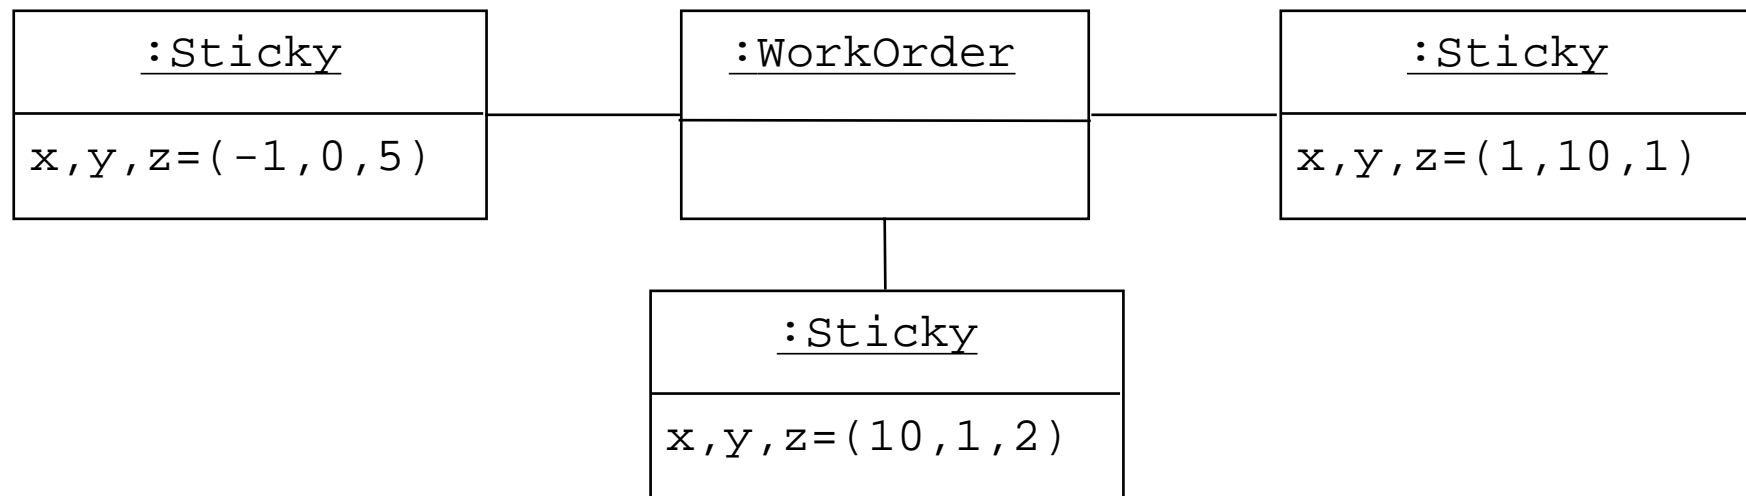 :Sticky
x,y,z=(-1,0,5)
:WorkOrder
:Sticky
x,y,z=(1,10,1)
:Sticky
x,y,z=(10,1,2)